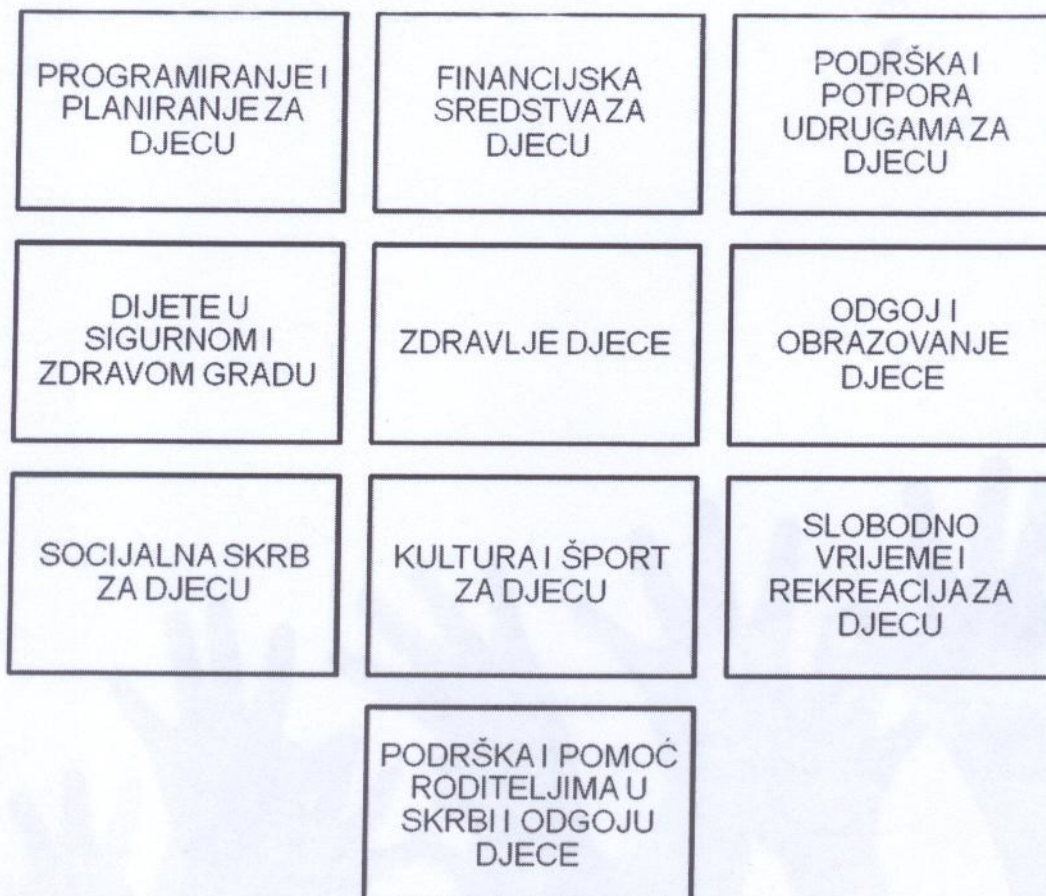 PROGRAMIRANJE I
PLANIRANJE ZA
DJECU
FINANCIJSKA
SREDSTVA ZA
DJECU
PODRŠKA I
POTPORA
UDRUGAMA ZA
DJECU
DIJETE U
SIGURNOM I
ZDRAVOM GRADU
ZDRAVLJE DJECE
ODGOJ I
OBRAZOVANJE
DJECE
SOCIJALNA SKRB
ZA DJECU
KULTURA I ŠPORT
ZA DJECU
SLOBODNO
VRIJEME I
REKREACIJA ZA
DJECU
PODRŠKA I POMOĆ
RODITELJIMA U
SKRBI I ODGOJU
DJECE